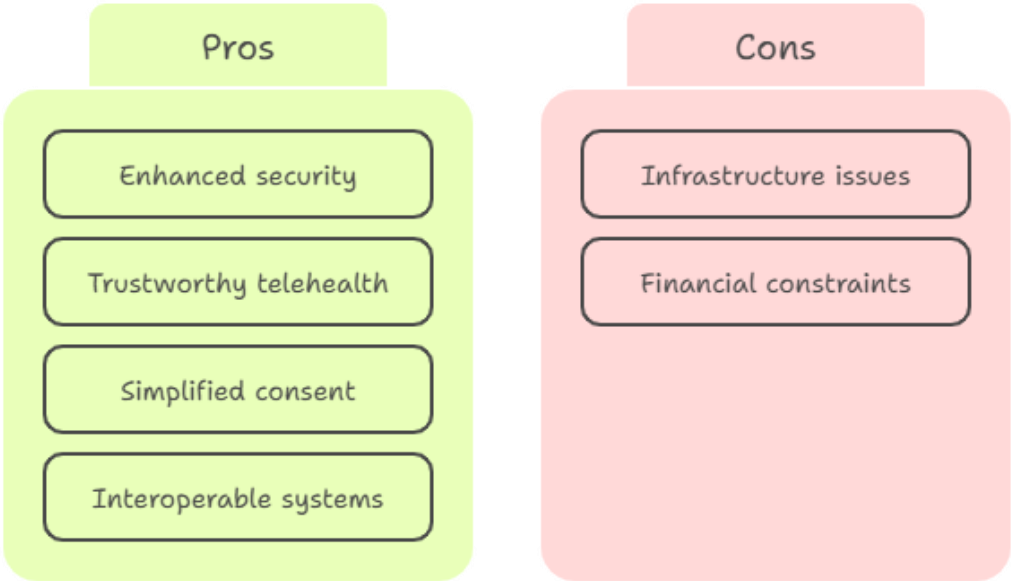 Pros
Enhanced security
Trustworthy telehealth
Simplified consent
Interoperable systems
Cons
Infrastructure issues
Financial constraints